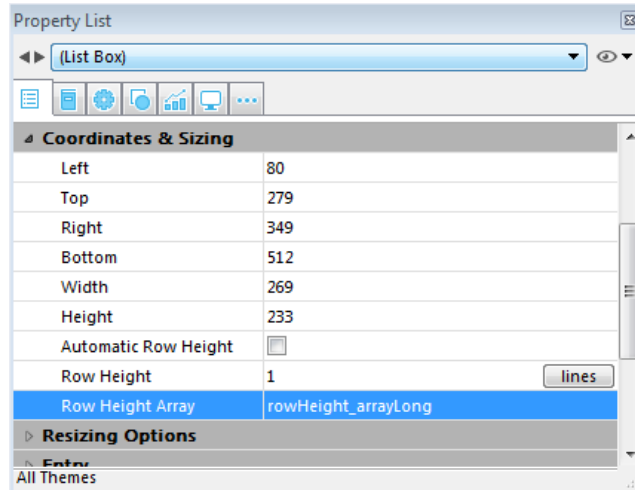 Property List
(List Box)
Coordinates & Sizing
Left 80
Top 279
Right 349
Bottom 512
Width 269
Height 233
Automatic Row Height
Row Height 1 lines
Row Height Array rowHeight_arrayLong
Resizing Options
Entry
All Themes